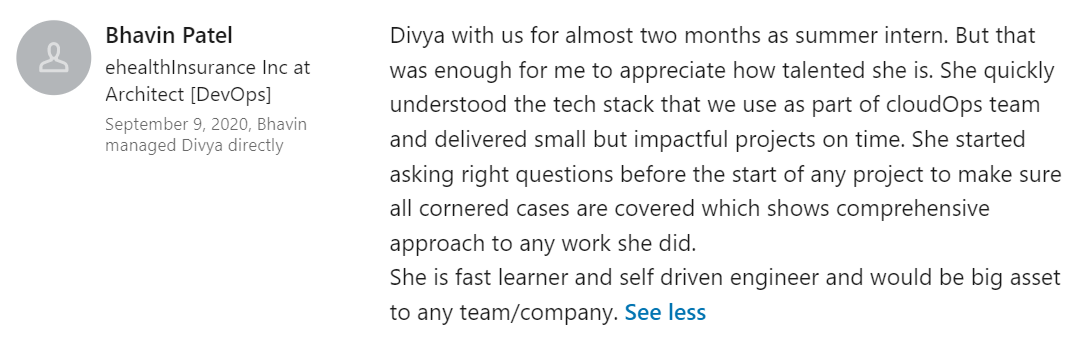 Bhavin Patel
ehealthInsurance Inc at
Architect [DevOps]
September 9, 2020, Bhavin
managed Divya directly
Divya with us for almost two months as summer intern. But that
was enough for me to appreciate how talented she is. She quickly
understood the tech stack that we use as part of cloudOps team
and delivered small but impactful projects on time. She started
asking right questions before the start of any project to make sure
all cornered cases are covered which shows comprehensive
approach to any work she did.
She is fast learner and self driven engineer and would be big asset
to any team/company. See less